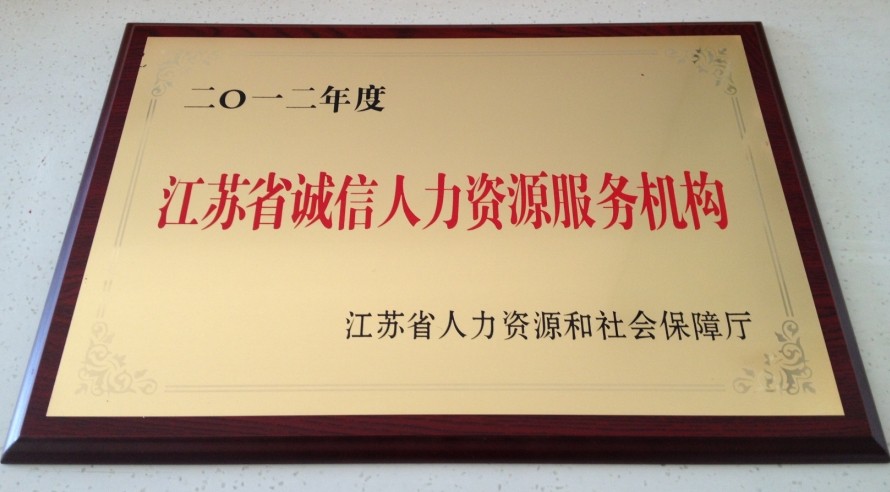 二〇一二年度
江苏省诚信人力资源服务机构
江苏省人力资源和社会保障厅